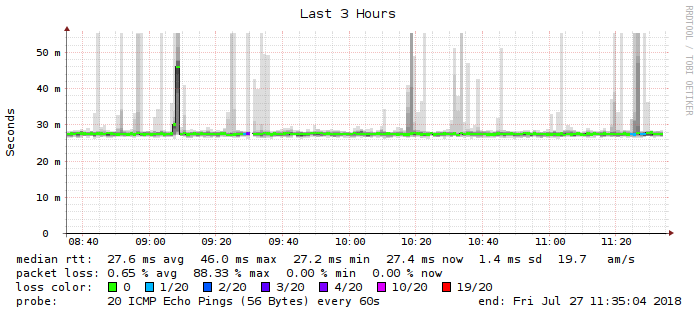 Last 3 Hours
RRDTOOL / TOBI OETIKER
Seconds
50 m
40 m
30 m
20 m
10 m
0
08:40 09:00 09:20 09:40 10:00 10:20 10:40 11:00 11:20
median rtt: 27.6 ms avg 46.0 ms max 27.2 ms min 27.4 ms now 1.4 ms sd 19.7 am/s
packet loss: 0.65 % avg 88.33 % max 0.00 % min 0.00 % now
loss color: 0 1/20 2/20 3/20 4/20 10/20 19/20
probe: 20 ICMP Echo Pings (56 Bytes) every 60s end: Fri Jul 27 11:35:04 2018